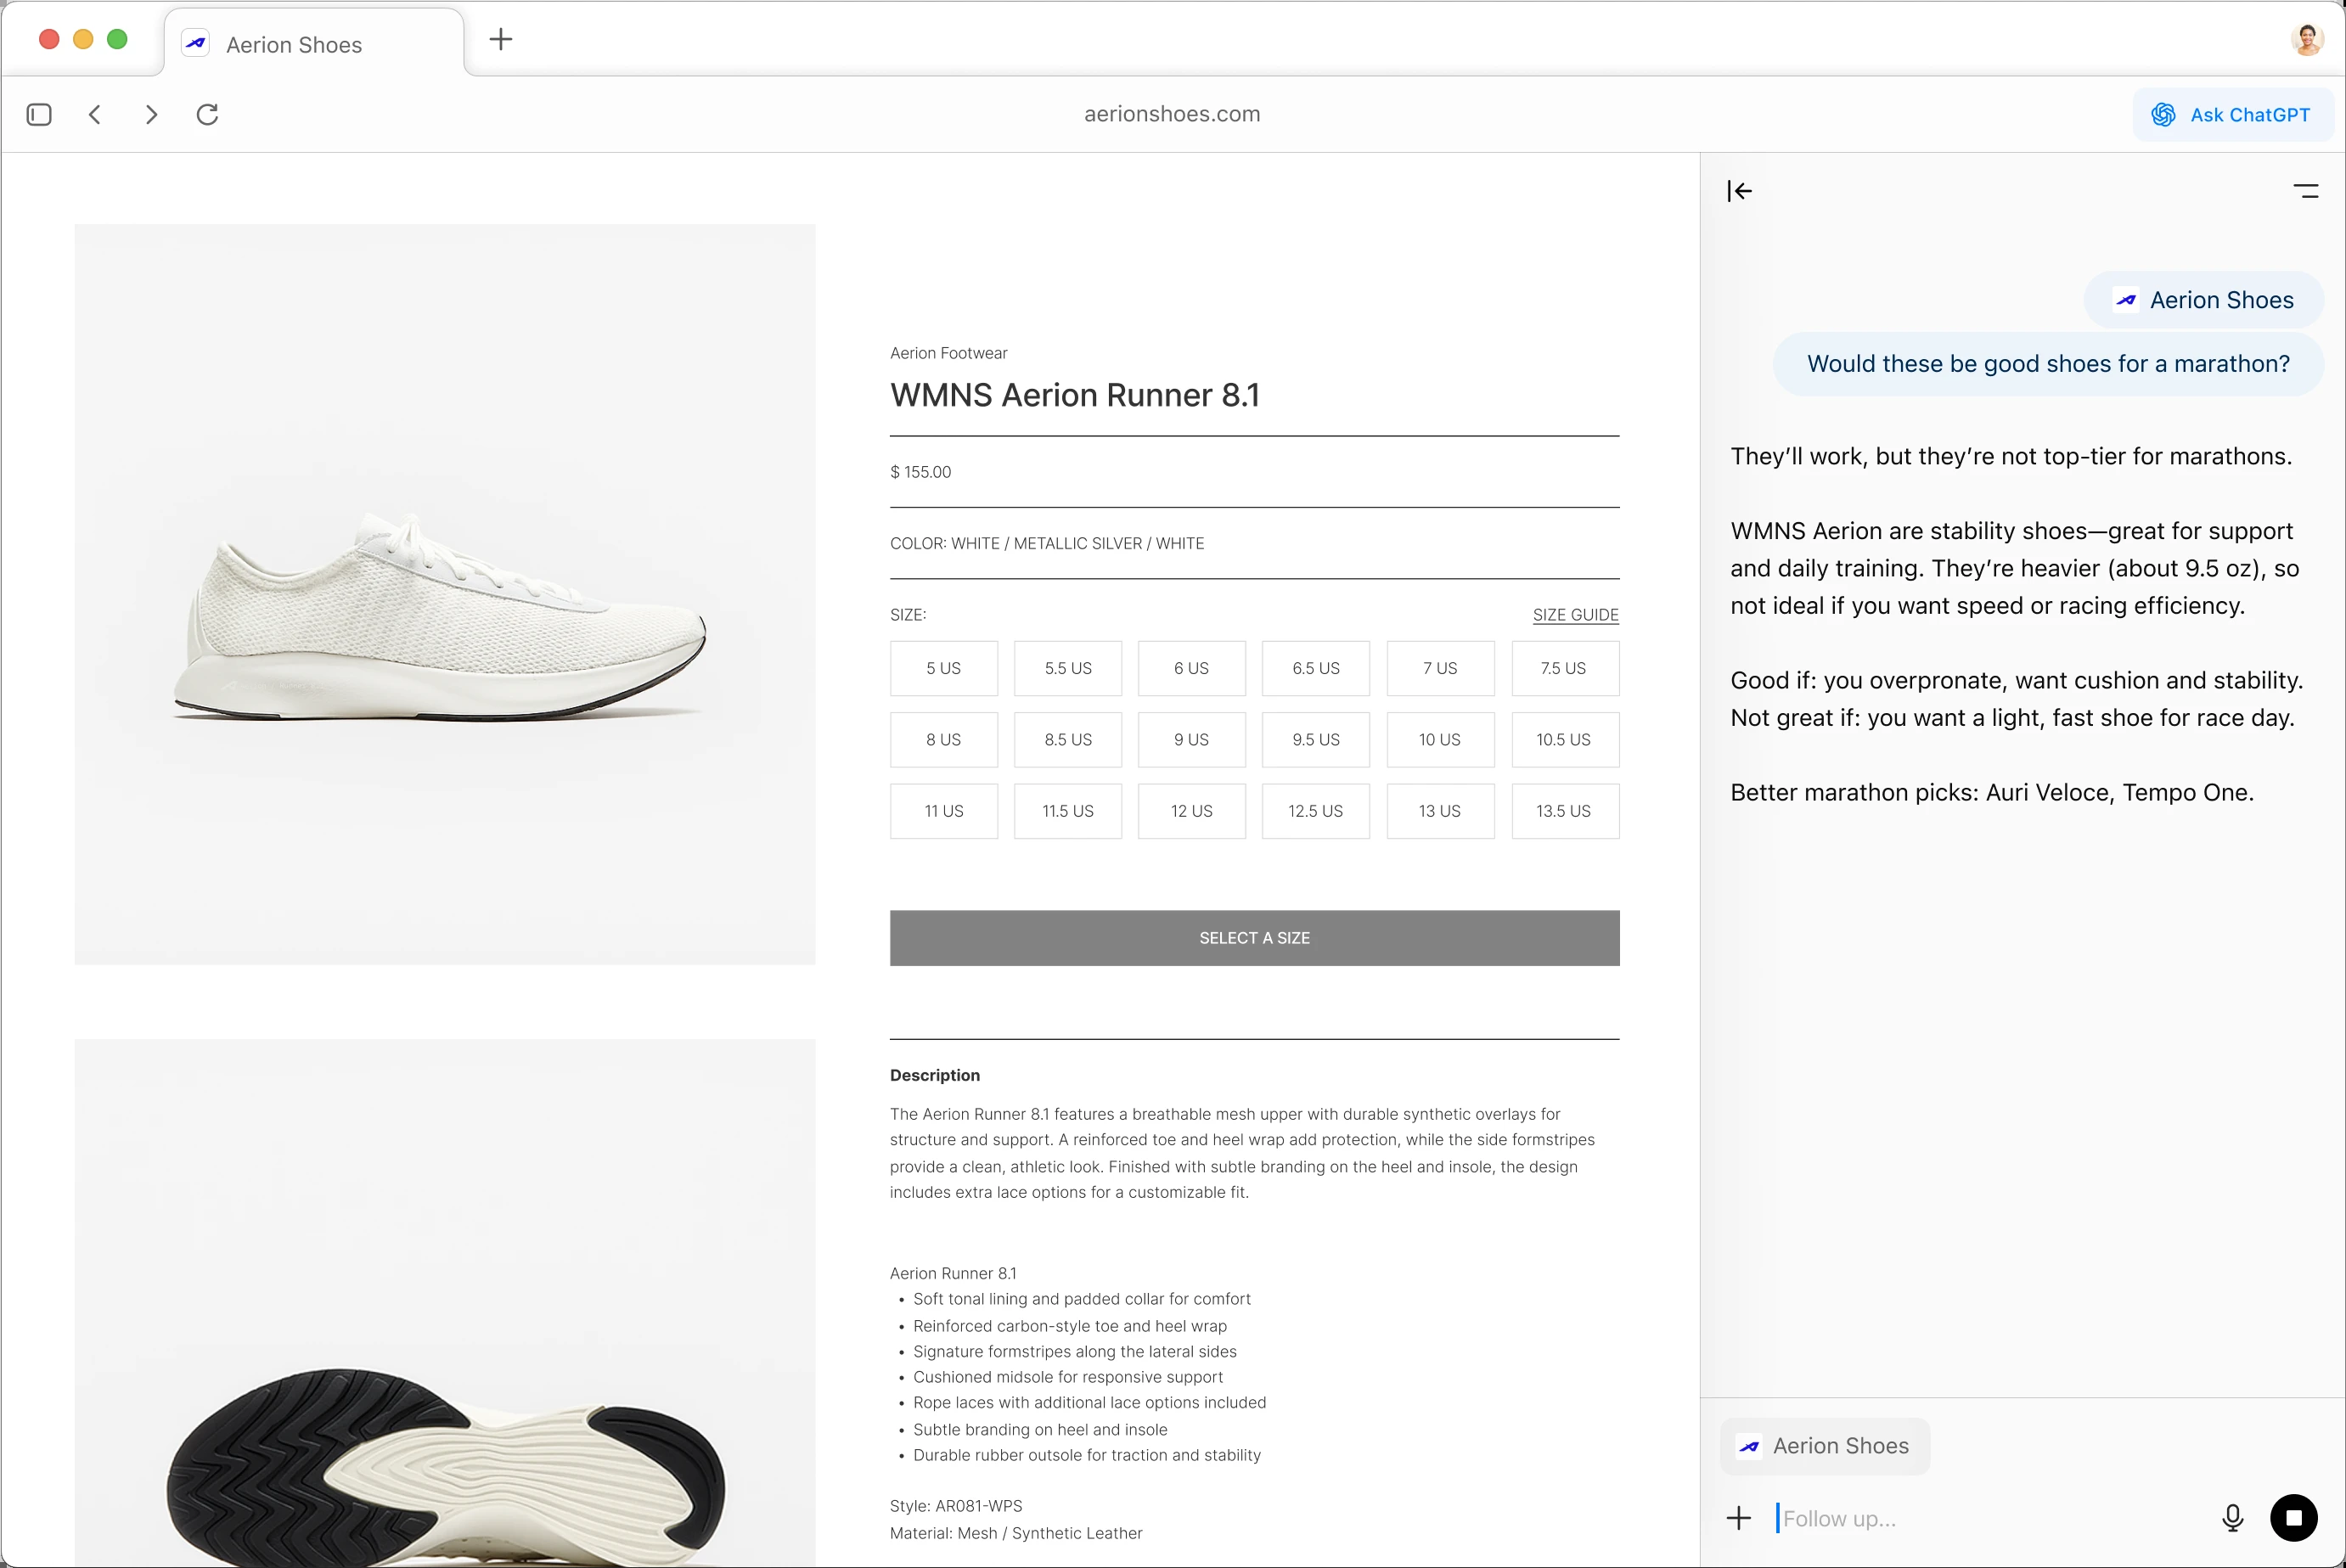 Aerion Shoes
aerionshoes.com
Ask ChatGPT
Aerion Footwear
WMNS Aerion Runner 8.1
$ 155.00
COLOR: WHITE / METALLIC SILVER / WHITE
SIZE:
SIZE GUIDE
5 US
5.5 US
6 US
6.5 US
7 US
7.5 US
8 US
8.5 US
9 US
9.5 US
10 US
10.5 US
11 US
11.5 US
12 US
12.5 US
13 US
13.5 US
SELECT A SIZE
Description
The Aerion Runner 8.1 features a breathable mesh upper with durable synthetic overlays for
structure and support. A reinforced toe and heel wrap add protection, while the side formstripes
provide a clean, athletic look. Finished with subtle branding on the heel and insole, the design
includes extra lace options for a customizable fit.
Aerion Runner 8.1
• Soft tonal lining and padded collar for comfort
• Reinforced carbon-style toe and heel wrap
• Signature formstripes along the lateral sides
• Cushioned midsole for responsive support
• Rope laces with additional lace options included
• Subtle branding on heel and insole
• Durable rubber outsole for traction and stability
Style: AR081-WPS
Material: Mesh / Synthetic Leather
Aerion Shoes
Would these be good shoes for a marathon?
They’ll work, but they’re not top-tier for marathons.
WMNS Aerion are stability shoes—great for support
and daily training. They’re heavier (about 9.5 oz), so
not ideal if you want speed or racing efficiency.
Good if: you overpronate, want cushion and stability.
Not great if: you want a light, fast shoe for race day.
Better marathon picks: Auri Veloce, Tempo One.
Aerion Shoes
Follow up...